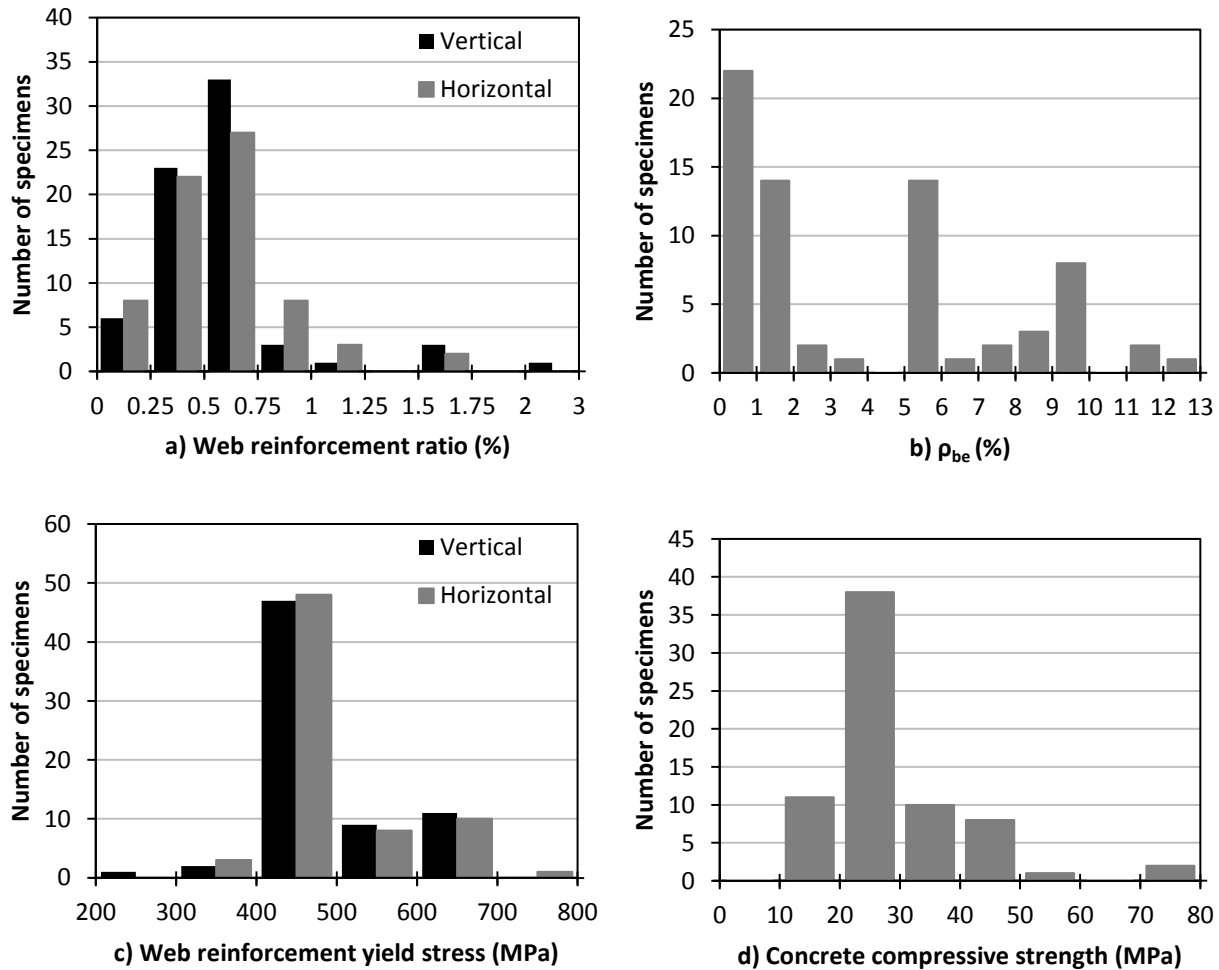 Number of specimens
40
35
30
25
20
15
10
5
0
Vertical
Horizontal
0 0.25 0.5 0.75 1 1.25 1.5 1.75 2 3
a) Web reinforcement ratio (%)
Number of specimens
25
20
15
10
5
0
0 1 2 3 4 5 6 7 8 9 10 11 12 13
b) ρbe (%)
Number of specimens
60
50
40
30
20
10
0
Vertical
Horizontal
200 300 400 500 600 700 800
c) Web reinforcement yield stress (MPa)
Number of specimens
45
40
35
30
25
20
15
10
5
0
0 10 20 30 40 50 60 70 80
d) Concrete compressive strength (MPa)